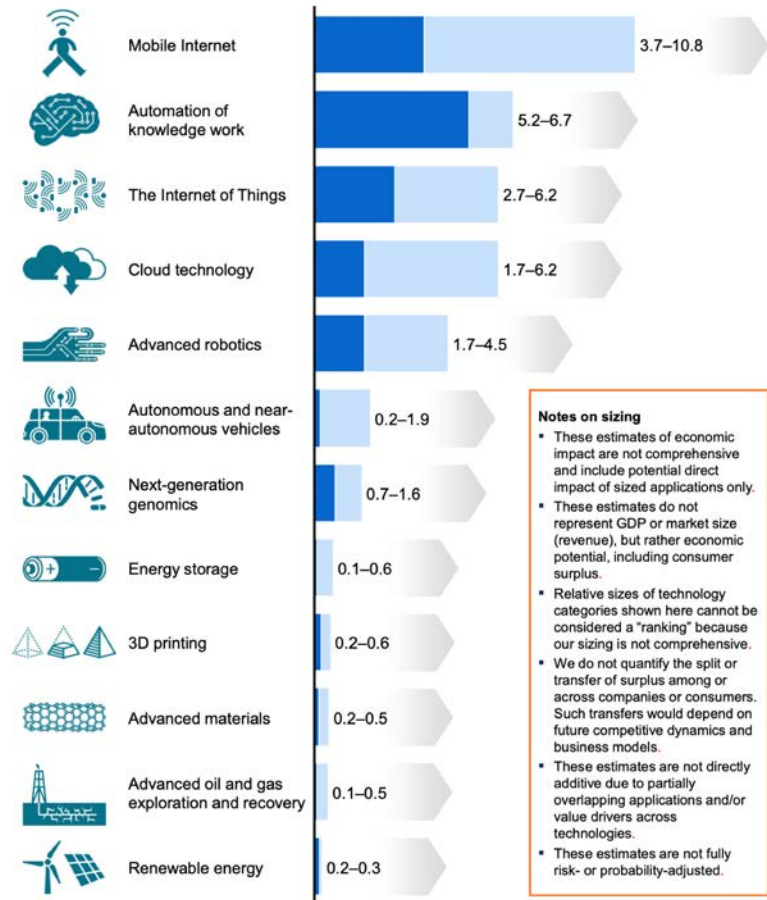 Mobile Internet
3.7–10.8
Automation of
knowledge work
5.2–6.7
The Internet of Things
2.7–6.2
Cloud technology
1.7–6.2
Advanced robotics
1.7–4.5
Autonomous and near-
autonomous vehicles
0.2–1.9
Next-generation
genomics
0.7–1.6
Energy storage
0.1–0.6
3D printing
0.2–0.6
Advanced materials
0.2–0.5
Advanced oil and gas
exploration and recovery
0.1–0.5
Renewable energy
0.2–0.3
Notes on sizing
▪ These estimates of economic
impact are not comprehensive
and include potential direct
impact of sized applications only.
▪ These estimates do not
represent GDP or market size
(revenue), but rather economic
potential, including consumer
surplus.
▪ Relative sizes of technology
categories shown here cannot be
considered a “ranking” because
our sizing is not comprehensive.
▪ We do not quantify the split or
transfer of surplus among or
across companies or consumers.
Such transfers would depend on
future competitive dynamics and
business models.
▪ These estimates are not directly
additive due to partially
overlapping applications and/or
value drivers across
technologies.
▪ These estimates are not fully
risk- or probability-adjusted.